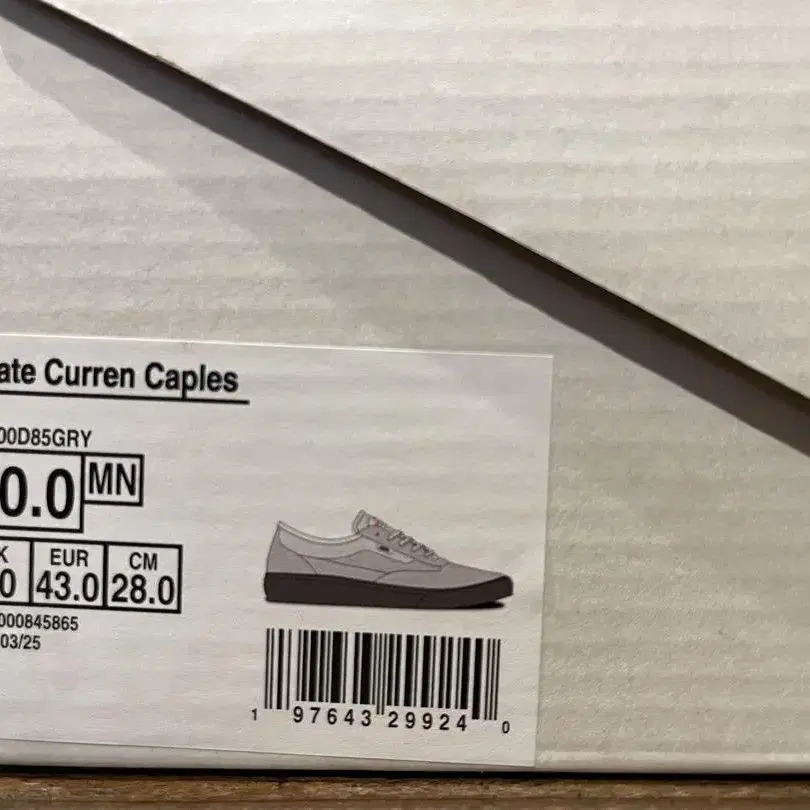 ate Curren Caples
00D85GRY
0.0 MN
K EUR CM
0 43.0 28.0
000845865
03/25
1 97643 29924 0